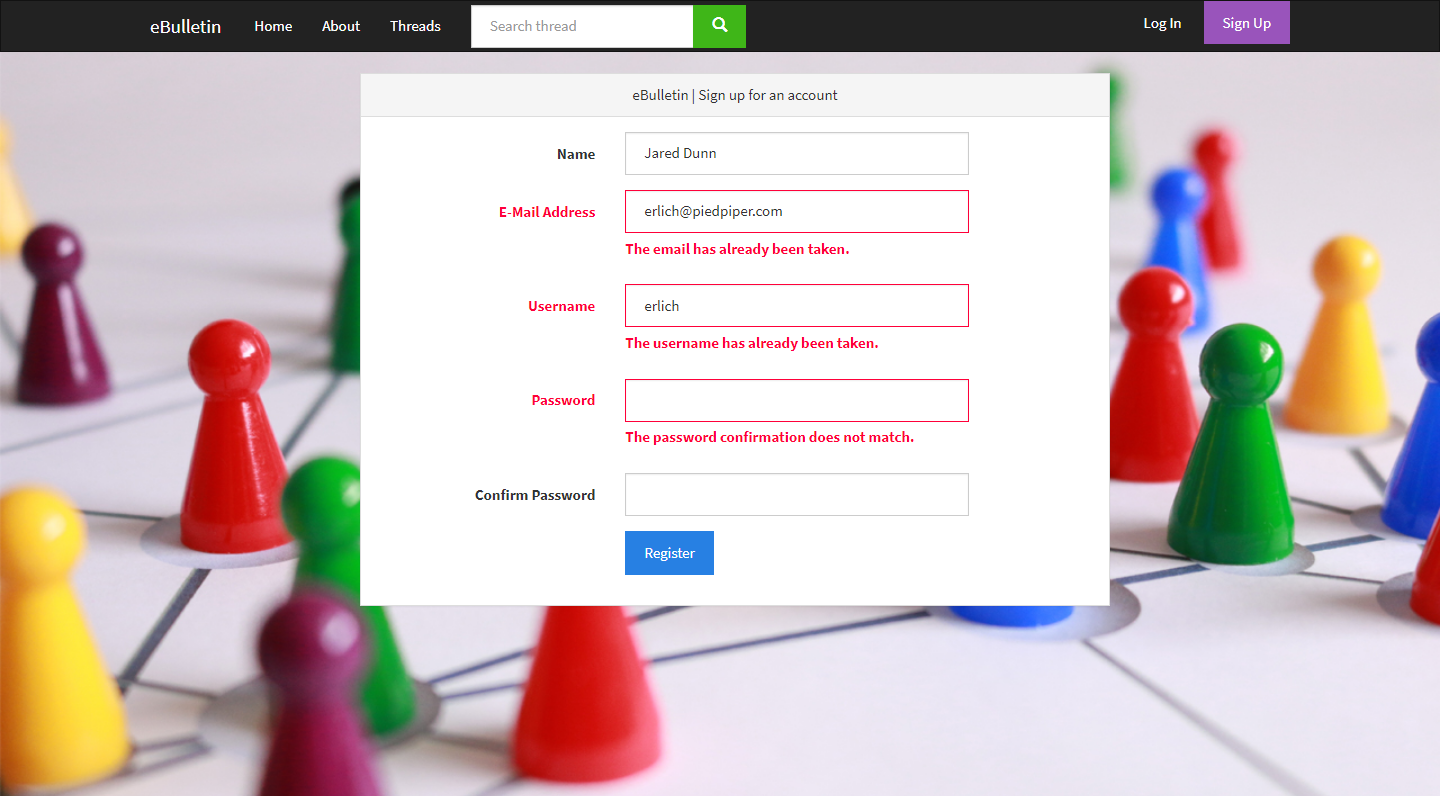 eBulletin Home About Threads Search thread Log In Sign Up
eBulletin | Sign up for an account
Name Jared Dunn
E-Mail Address erlich@piedpiper.com
The email has already been taken.
Username erlich
The username has already been taken.
Password
The password confirmation does not match.
Confirm Password
Register